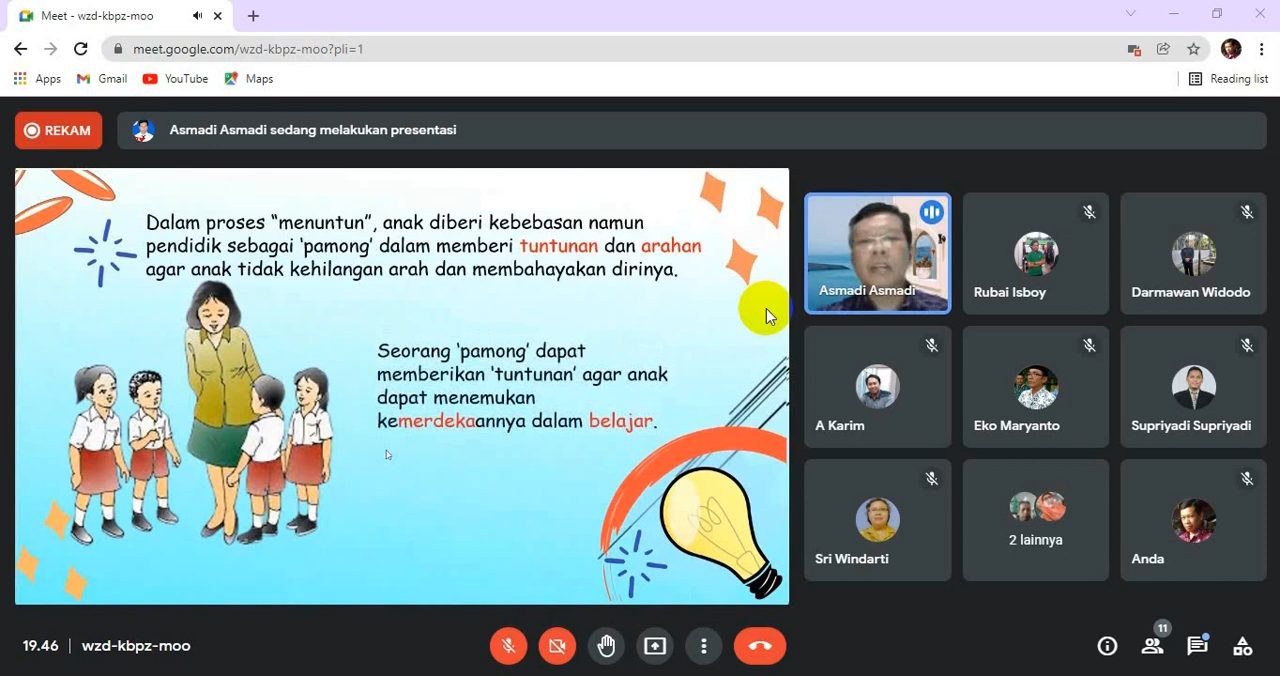 Meet - wzd-kbpz-moo
meet.google.com/wzd-kbpz-moo?pli=1
Apps
Gmail
YouTube
Maps
Reading list
REKAM
Asmadi Asmadi sedang melakukan presentasi
Dalam proses “menuntun”, anak diberi kebebasan namun
pendidik sebagai ‘pamong’ dalam memberi tuntunan dan arahan
agar anak tidak kehilangan arah dan membahayakan dirinya.
Seorang ‘pamong’ dapat
memberikan ‘tuntunan’ agar anak
dapat menemukan
kemerdekaannya dalam belajar.
Asmadi Asmadi
Rubai Isboy
Darmawan Widodo
A Karim
Eko Maryanto
Supriyadi Supriyadi
Sri Windarti
2 lainnya
Anda
19.46
wzd-kbpz-moo
11